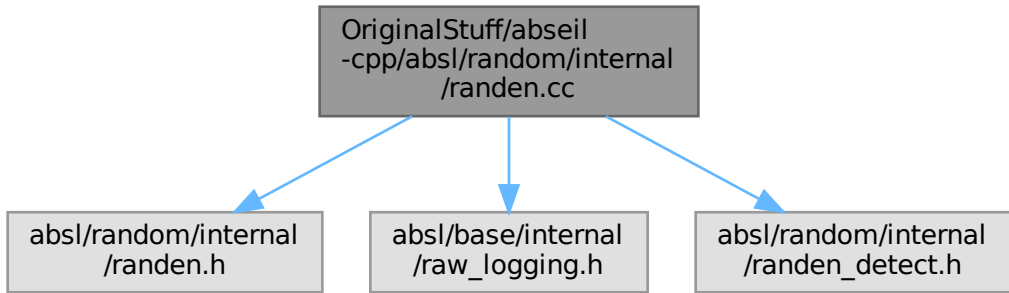 OriginalStuff/abseil
-cpp/absl/random/internal
/randen.cc
absl/random/internal
/randen.h
absl/base/internal
/raw_logging.h
absl/random/internal
/randen_detect.h